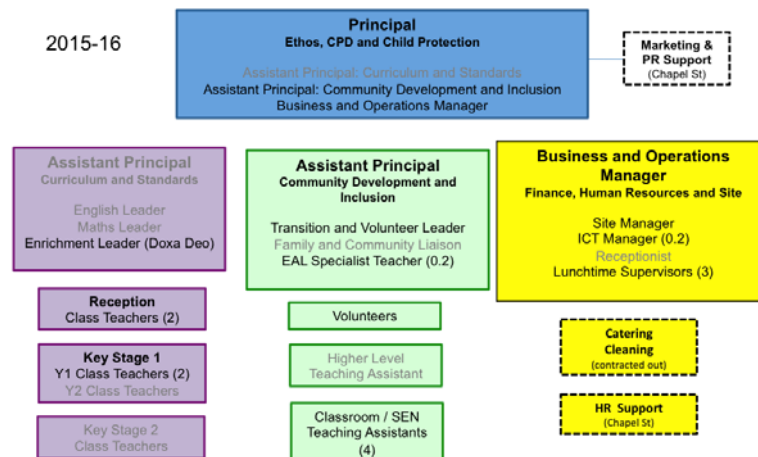 2015-16
Principal
Ethos, CPD and Child Protection
Assistant Principal: Curriculum and Standards
Assistant Principal: Community Development and Inclusion
Business and Operations Manager
Marketing &
PR Support
(Chapel St)
Assistant Principal
Curriculum and Standards
English Leader
Maths Leader
Enrichment Leader (Doxa Deo)
Reception
Class Teachers (2)
Key Stage 1
Y1 Class Teachers (2)
Y2 Class Teachers
Key Stage 2
Class Teachers
Assistant Principal
Community Development and
Inclusion
Transition and Volunteer Leader
Family and Community Liaison
EAL Specialist Teacher (0.2)
Volunteers
Higher Level
Teaching Assistant
Classroom / SEN
Teaching Assistants
(4)
Business and Operations
Manager
Finance, Human Resources and Site
Site Manager
ICT Manager (0.2)
Receptionist
Lunchtime Supervisors (3)
Catering
Cleaning
(contracted out)
HR Support
(Chapel St)